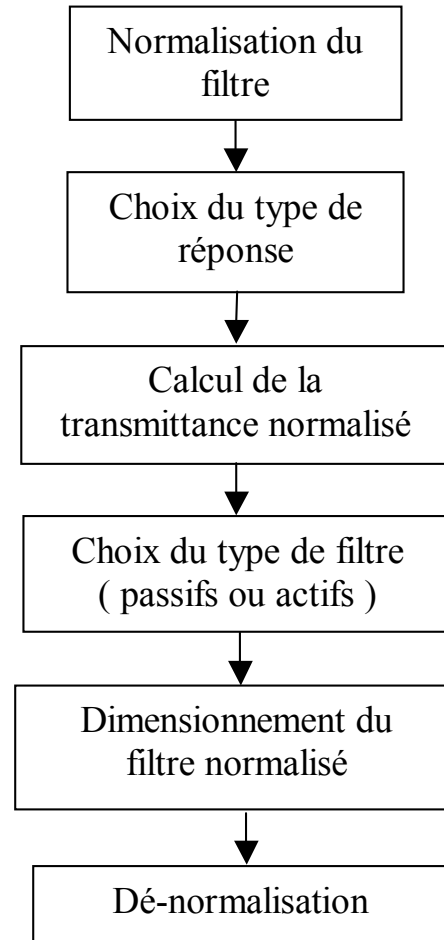 Normalisation du
filtre
Choix du type de
réponse
Calcul de la
transmittance normalisé
Choix du type de filtre
( passifs ou actifs )
Dimensionnement du
filtre normalisé
Dé-normalisation